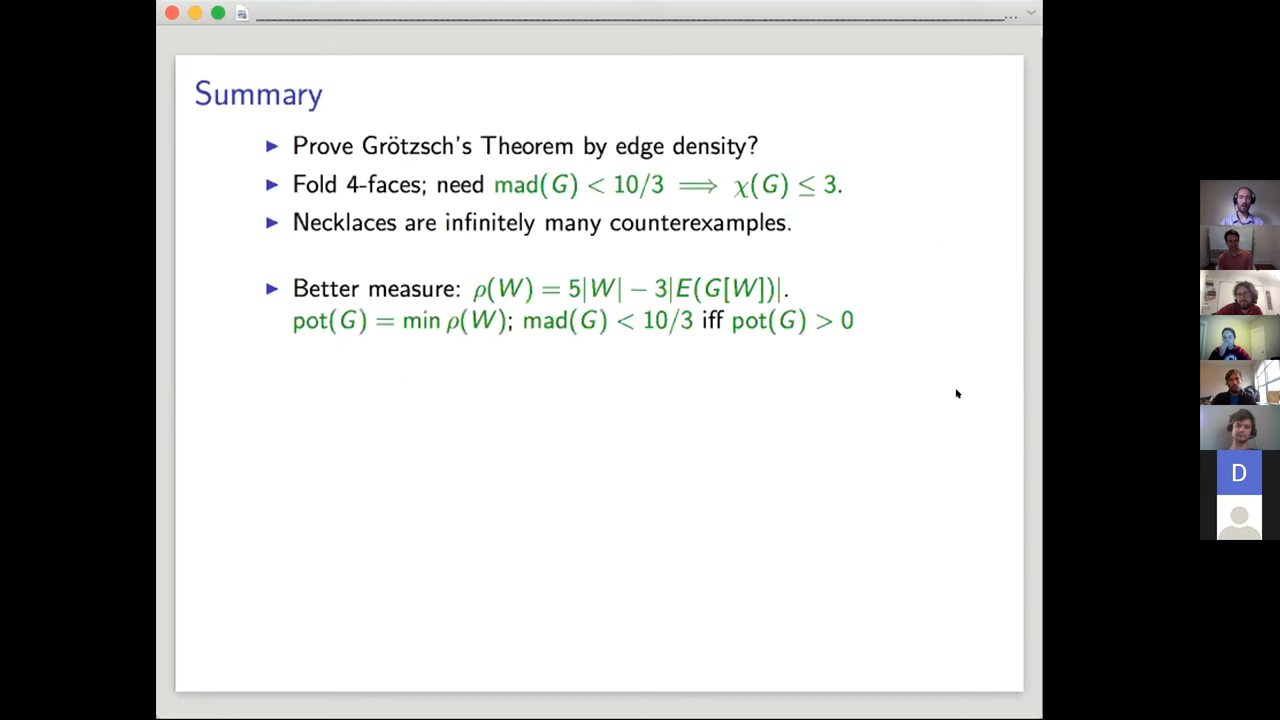 Summary
▶ Prove Grötzsch's Theorem by edge density?
▶ Fold 4-faces; need mad(G) < 10/3 ⟹ χ(G) ≤ 3.
▶ Necklaces are infinitely many counterexamples.
▶ Better measure: ρ(W) = 5|W| − 3|E(G[W])|.
pot(G) = min ρ(W); mad(G) < 10/3 iff pot(G) > 0
D